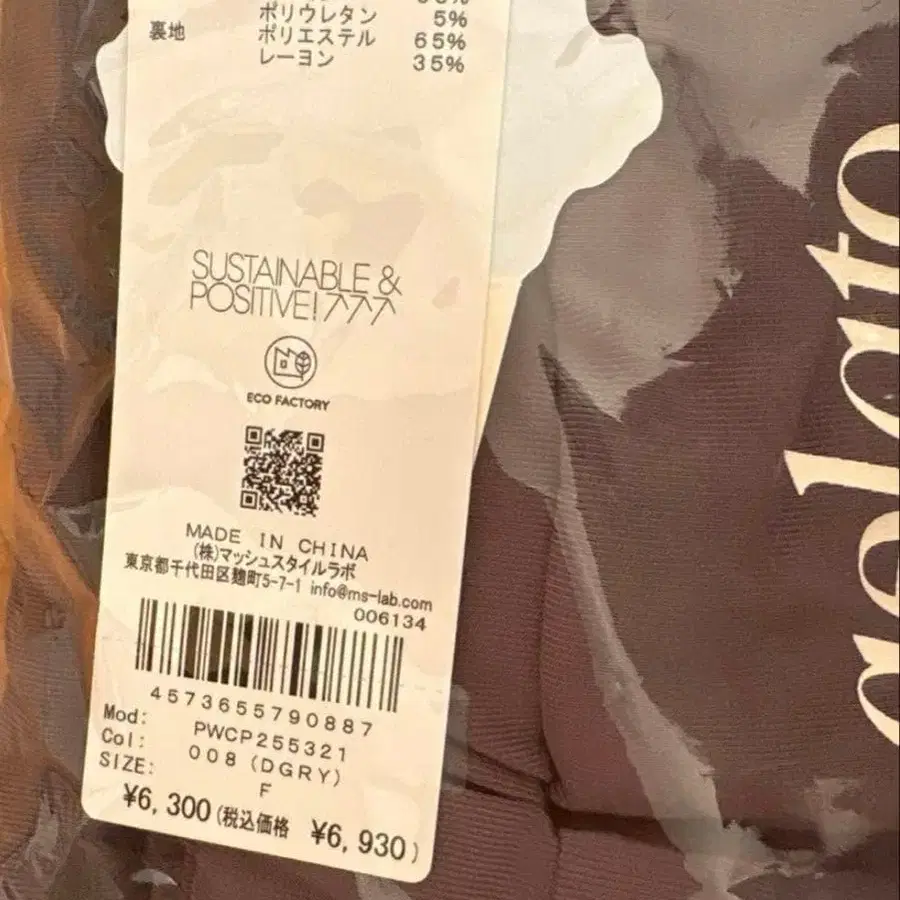 ポリウレタン 5%
裏地 ポリエステル 65%
レーヨン 35%
SUSTAINABLE &
POSITIVE! ↗↗↗
ECO FACTORY
MADE IN CHINA
(株)マッシュスタイルラボ
東京都千代田区麹町5-7-1 info@ms-lab.com
006134
4573655790887
Mod: PWCP255321
Col: 008 (DGRY)
SIZE: F
¥6,300(税込価格 ¥6,930)
gelato